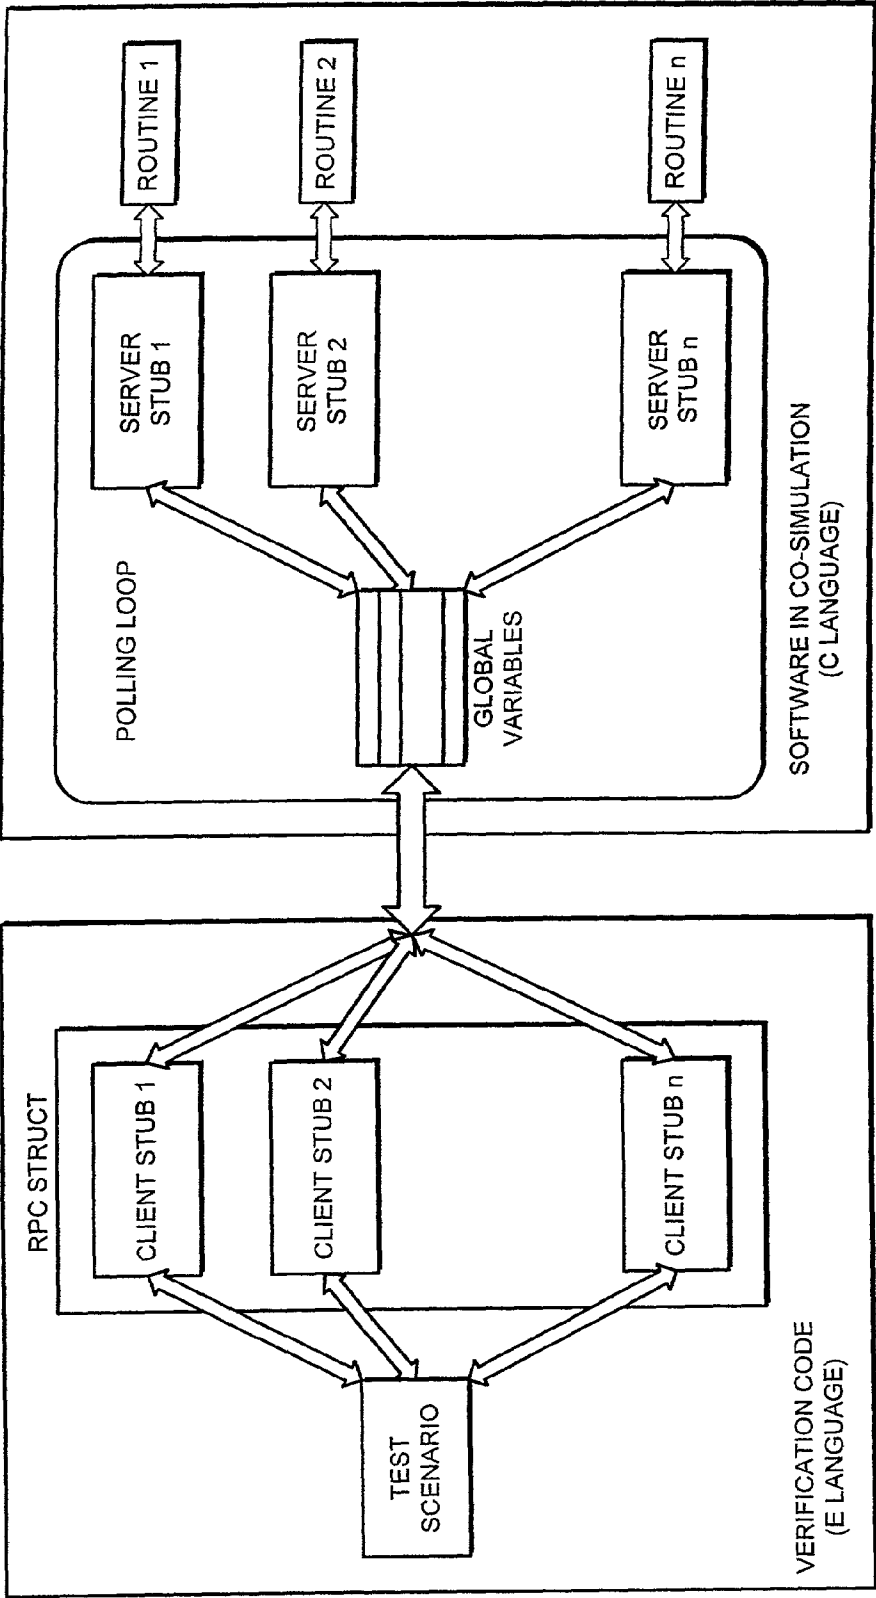 RPC STRUCT
CLIENT STUB 1
CLIENT STUB 2
CLIENT STUB n
TEST
SCENARIO
VERIFICATION CODE
(E LANGUAGE)
POLLING LOOP
GLOBAL
VARIABLES
SERVER
STUB 1
SERVER
STUB 2
SERVER
STUB n
ROUTINE 1
ROUTINE 2
ROUTINE n
SOFTWARE IN CO-SIMULATION
(C LANGUAGE)